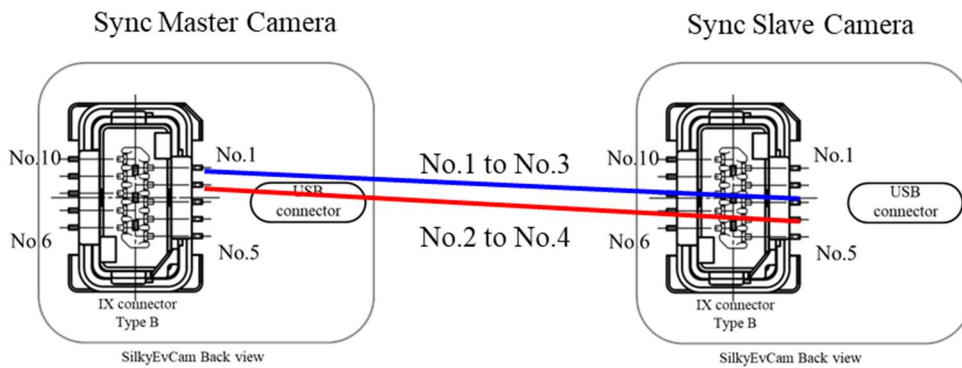 Sync Master Camera
Sync Slave Camera
No.10
No.1
No.1 to No.3
No.10
No.1
USB
connector
USB
connector
No 6
No.5
No.2 to No.4
No 6
No.5
IX connector
Type B
IX connector
Type B
SilkyEvCam Back view
SilkyEvCam Back view